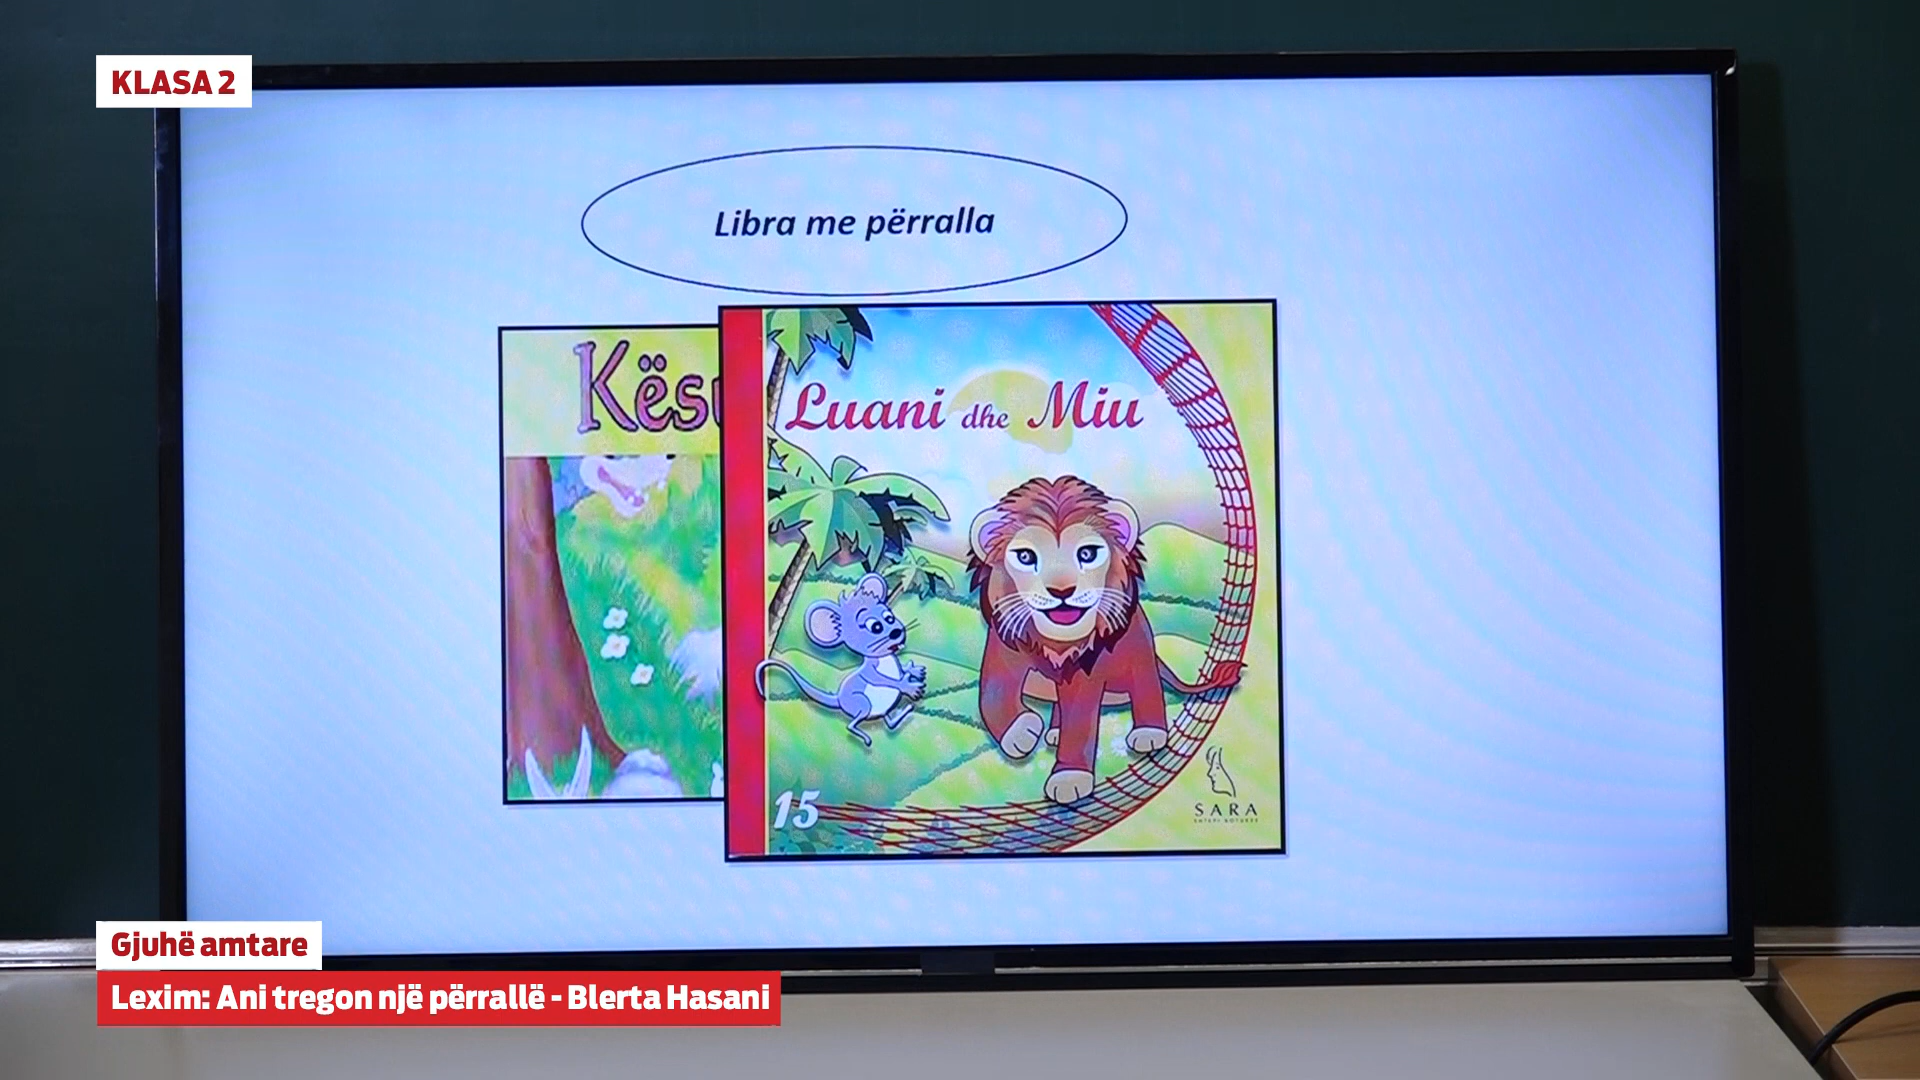 KLASA 2
Libra me përralla
Kësu
Luani dhe Miu
15
SARA
Gjuhë amtare
Lexim: Ani tregon një përrallë - Blerta Hasani